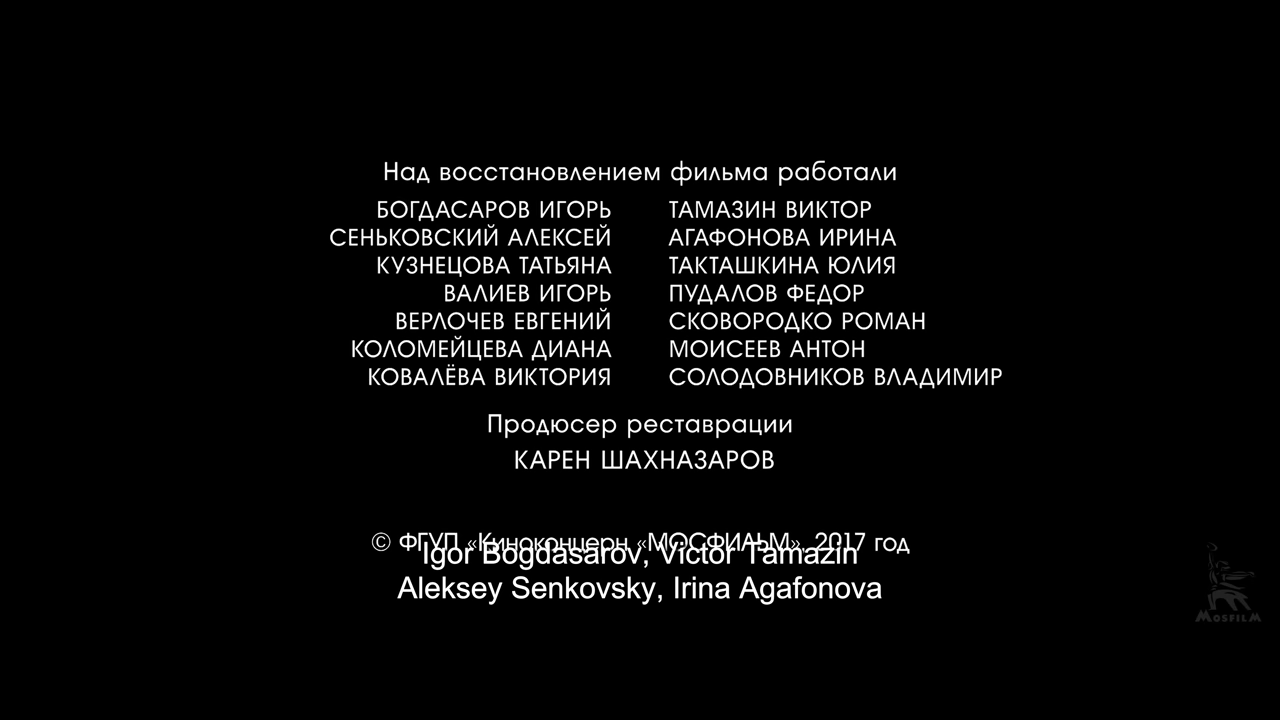 Над восстановлением фильма работали
БОГДАСАРОВ ИГОРЬ ТАМАЗИН ВИКТОР
СЕНЬКОВСКИЙ АЛЕКСЕЙ АГАФОНОВА ИРИНА
КУЗНЕЦОВА ТАТЬЯНА ТАКТАШКИНА ЮЛИЯ
ВАЛИЕВ ИГОРЬ ПУДАЛОВ ФЕДОР
ВЕРЛОЧЕВ ЕВГЕНИЙ СКОВОРОДКО РОМАН
КОЛОМЕЙЦЕВА ДИАНА МОИСЕЕВ АНТОН
КОВАЛЁВА ВИКТОРИЯ СОЛОДОВНИКОВ ВЛАДИМИР
Продюсер реставрации
КАРЕН ШАХНАЗАРОВ
© ФГУП «Киноконцерн «МОСФИЛЬМ», 2017 год
Igor Bogdasarov, Victor Tamazin
Aleksey Senkovsky, Irina Agafonova
MOSFILM